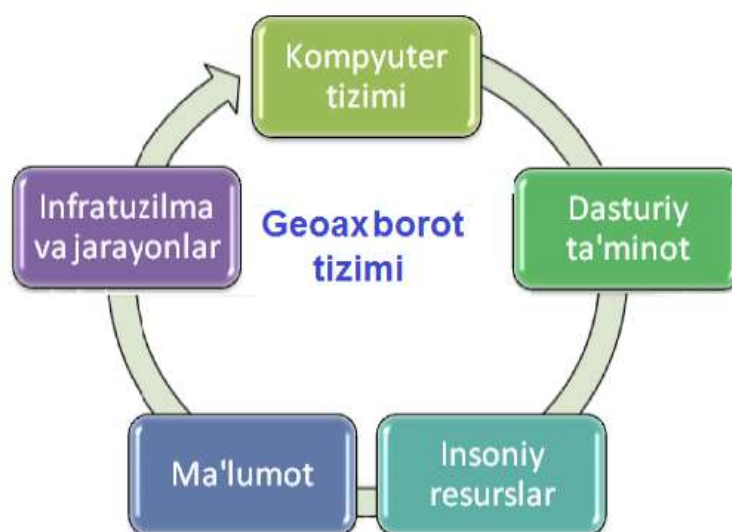 Kompyuter
tizimi
Dasturiy
ta'minot
Insoniy
resurslar
Ma'lumot
Infratuzilma
va jarayonlar
Geoaxborot
tizimi